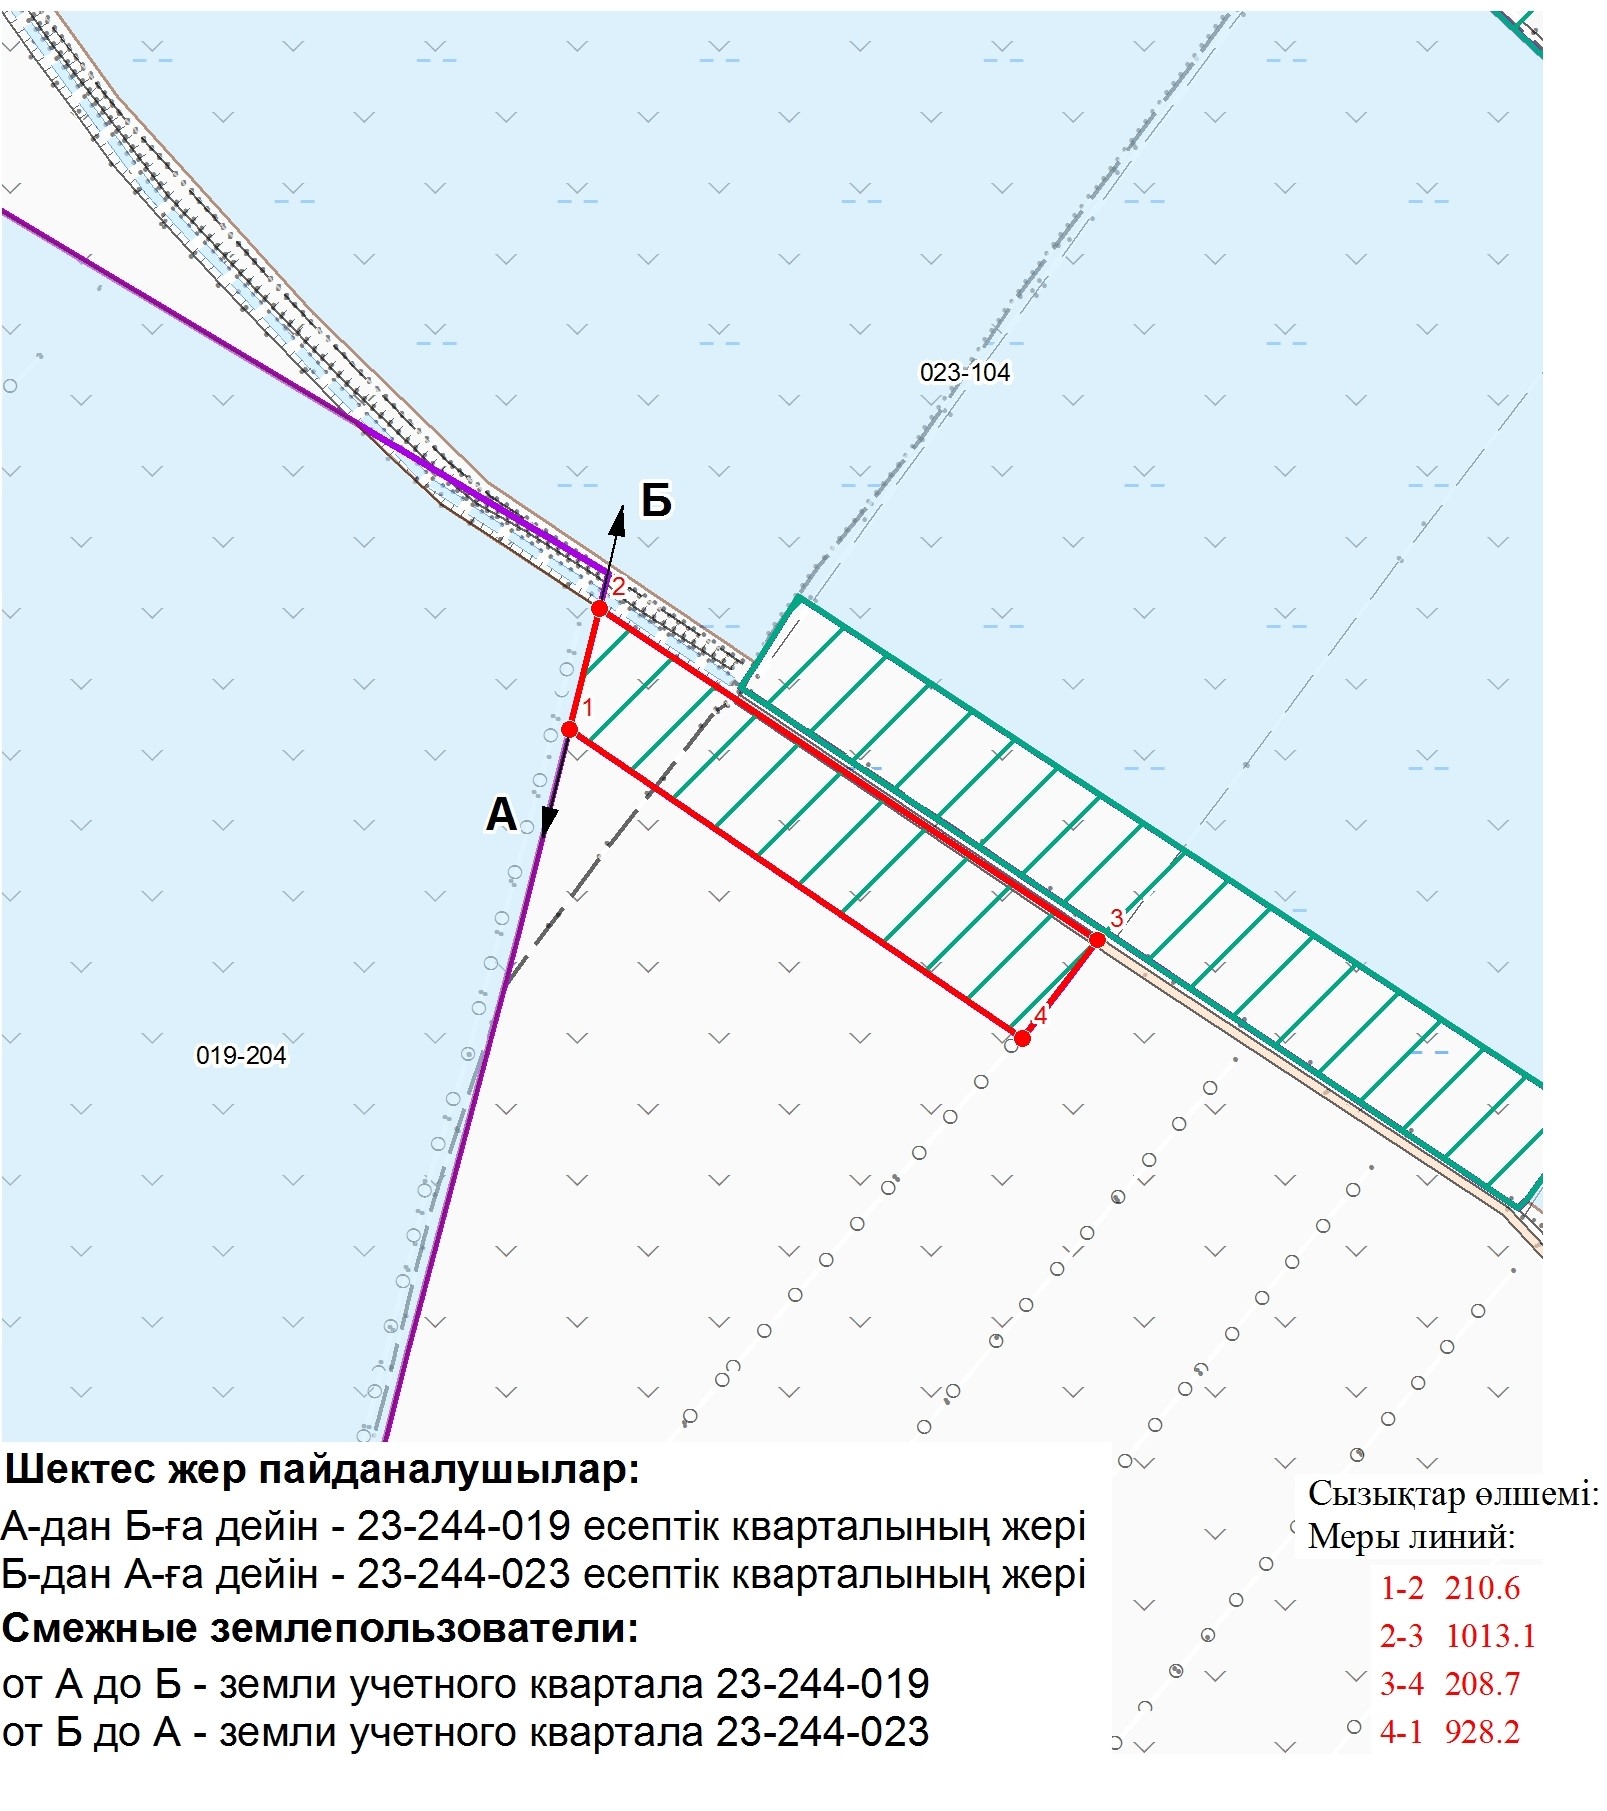 023-104
Б
2
1
А
3
4
019-204
Шектес жер пайданалушылар:
А-дан Б-ға дейін - 23-244-019 есептік кварталының жері
Б-дан А-ға дейін - 23-244-023 есептік кварталының жері
Смежные землепользователи:
от А до Б - земли учетного квартала 23-244-019
от Б до А - земли учетного квартала 23-244-023
Сызықтар өлшемі:
Меры линий:
1-2 210.6
2-3 1013.1
3-4 208.7
4-1 928.2